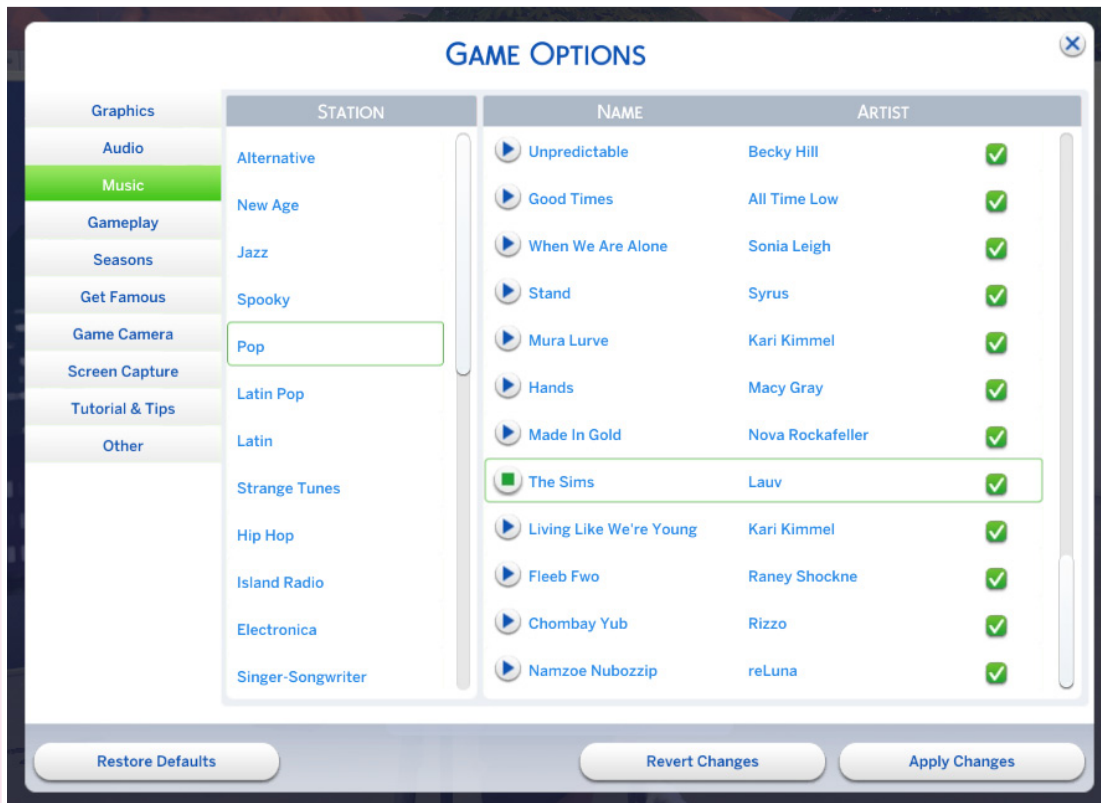 GAME OPTIONS
Graphics
Audio
Music
Gameplay
Seasons
Get Famous
Game Camera
Screen Capture
Tutorial & Tips
Other
STATION
Alternative
New Age
Jazz
Spooky
Pop
Latin Pop
Latin
Strange Tunes
Hip Hop
Island Radio
Electronica
Singer-Songwriter
NAME ARTIST
Unpredictable Becky Hill
Good Times All Time Low
When We Are Alone Sonia Leigh
Stand Syrus
Mura Lurve Kari Kimmel
Hands Macy Gray
Made In Gold Nova Rockafeller
The Sims Lauv
Living Like We're Young Kari Kimmel
Fleeb Fwo Raney Shockne
Chombay Yub Rizzo
Namzoe Nubozzip reLuna
Restore Defaults Revert Changes Apply Changes